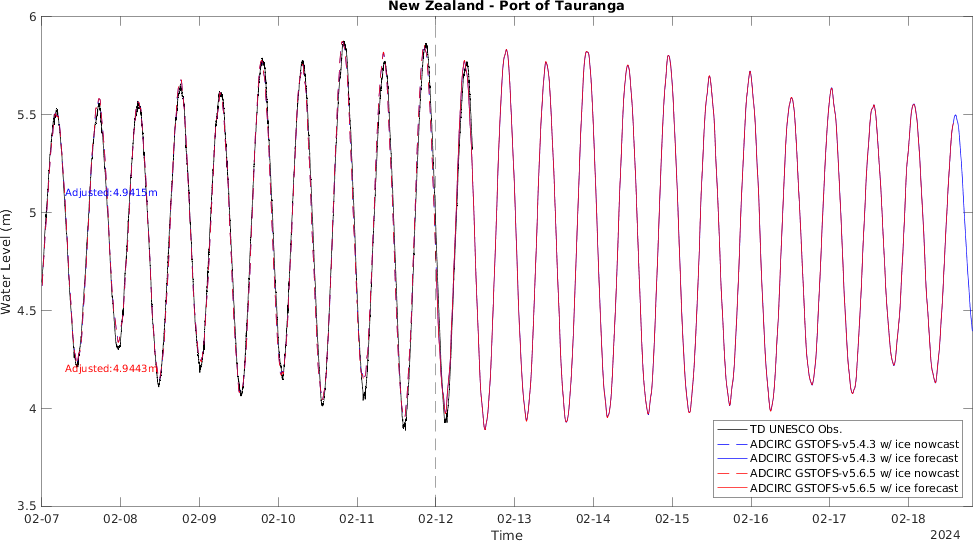 New Zealand - Port of Tauranga
6
5.5
5
4.5
4
3.5
Water Level (m)
Adjusted:4.9415m
Adjusted:4.9443m
TD UNESCO Obs.
ADCIRC GSTOFS-v5.4.3 w/ ice nowcast
ADCIRC GSTOFS-v5.4.3 w/ ice forecast
ADCIRC GSTOFS-v5.6.5 w/ ice nowcast
ADCIRC GSTOFS-v5.6.5 w/ ice forecast
02-07 02-08 02-09 02-10 02-11 02-12 02-13 02-14 02-15 02-16 02-17 02-18
Time
2024